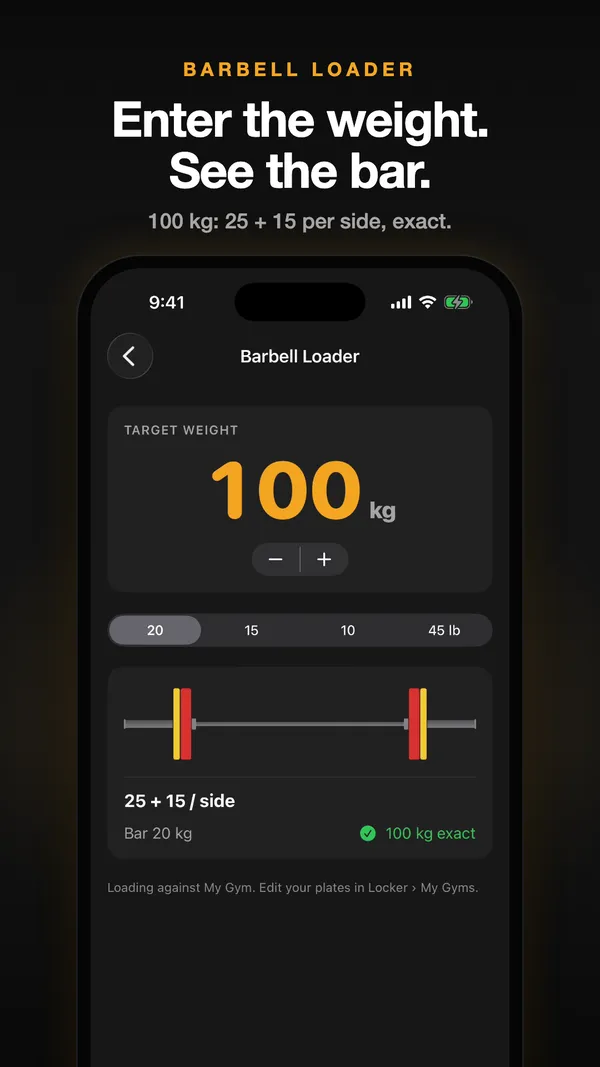 BARBELL LOADER
Enter the weight.
See the bar.
100 kg: 25 + 15 per side, exact.
9:41
Barbell Loader
TARGET WEIGHT
100 kg
− +
20 15 10 45 lb
25 + 15 / side
Bar 20 kg 100 kg exact
Loading against My Gym. Edit your plates in Locker › My Gyms.